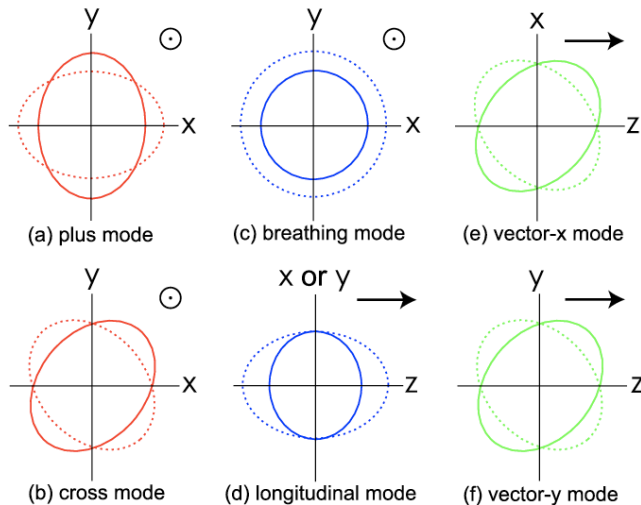 y
x
(a) plus mode
y
x
(c) breathing mode
x
z
(e) vector-x mode
y
x
(b) cross mode
x or y
z
(d) longitudinal mode
y
z
(f) vector-y mode